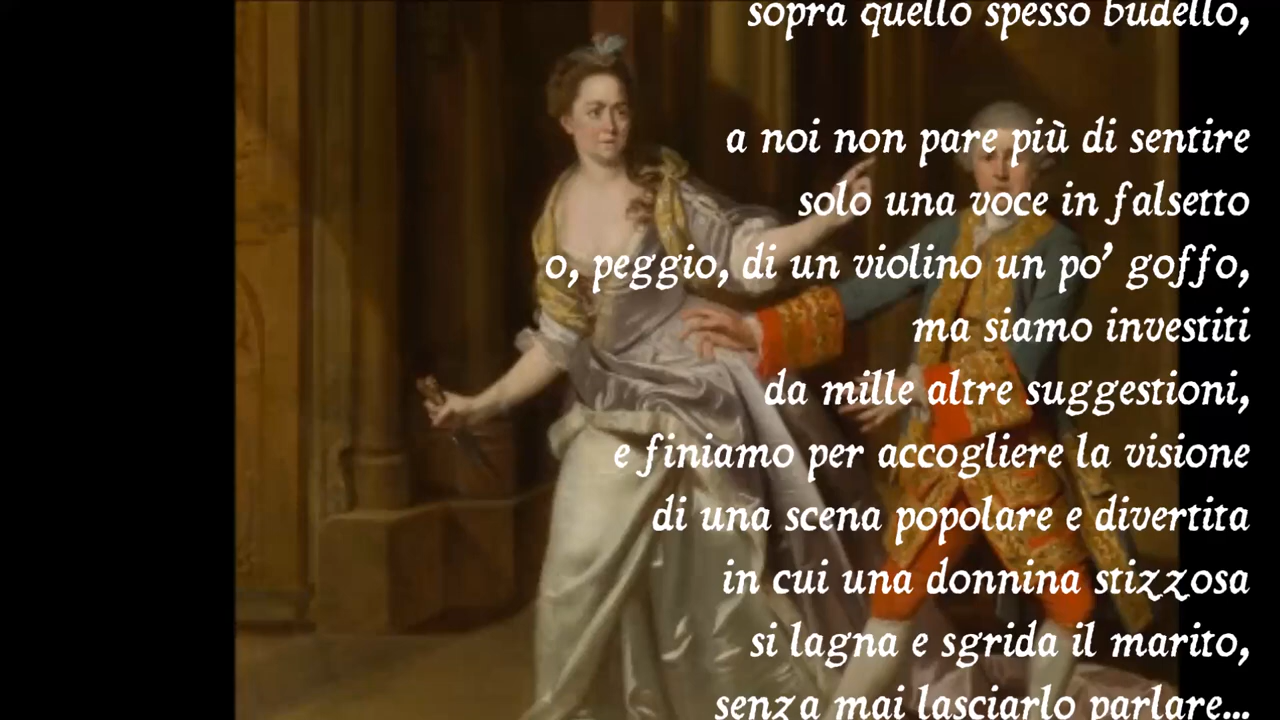 sopra quello spesso budello,
a noi non pare più di sentire
solo una voce in falsetto
o, peggio, di un violino un po’ goffo,
ma siamo investiti
da mille altre suggestioni,
e finiamo per accogliere la visione
di una scena popolare e divertita
in cui una donnina stizzosa
si lagna e sgrida il marito,
senza mai lasciarlo parlare...